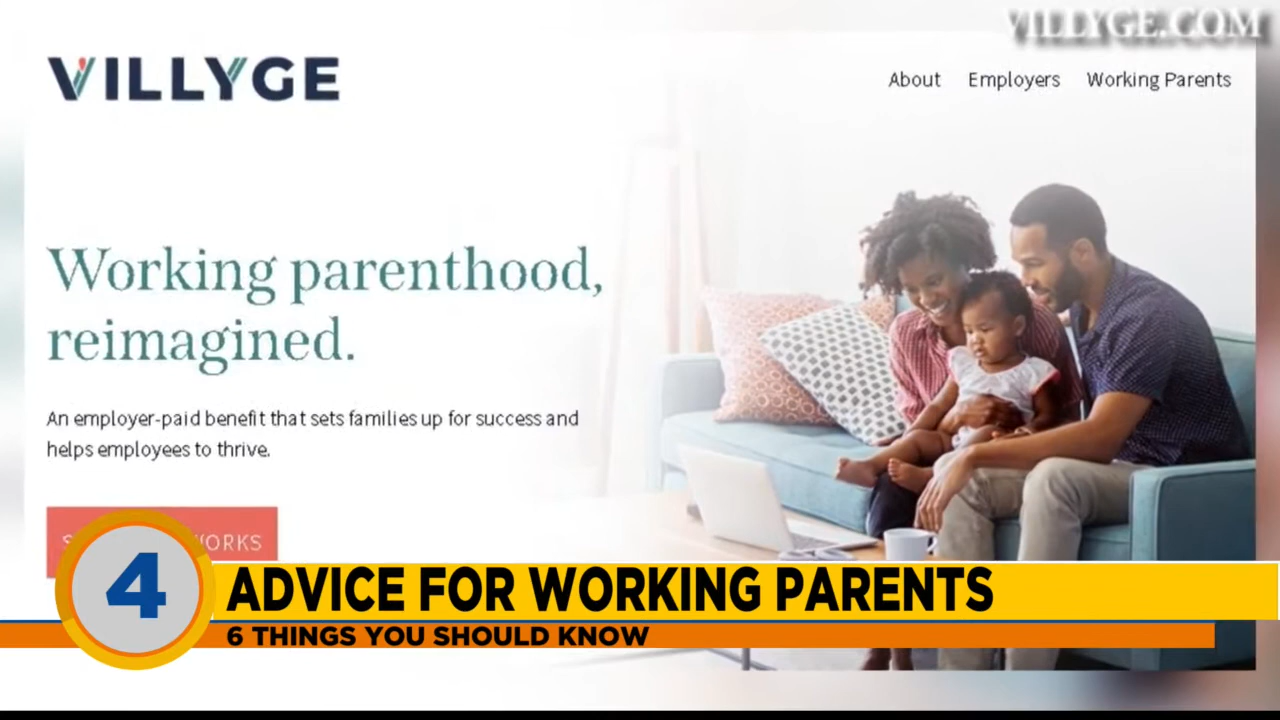 VILLYGE.COM
VILLYGE
About Employers Working Parents
Working parenthood,
reimagined.
An employer-paid benefit that sets families up for success and
helps employees to thrive.
4
ADVICE FOR WORKING PARENTS
6 THINGS YOU SHOULD KNOW